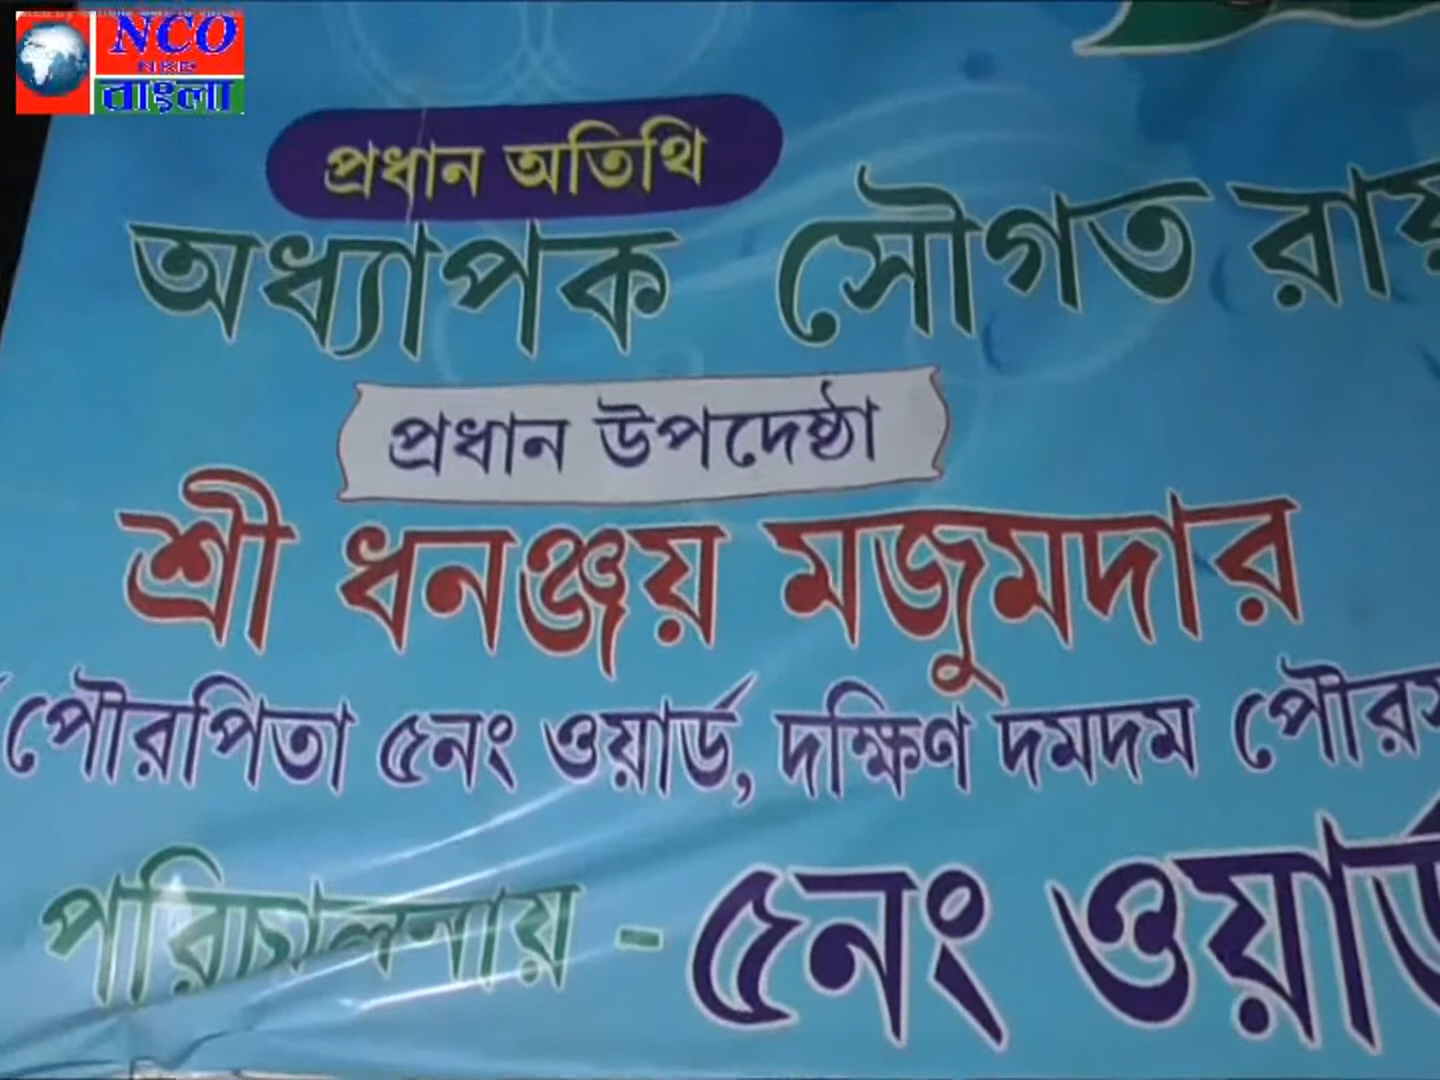 NCO
বাংলা
প্রধান অতিথি
অধ্যাপক সৌগত রায়
প্রধান উপদেষ্ঠা
শ্রী ধনঞ্জয় মজুমদার
পৌরপিতা ৫নং ওয়ার্ড, দক্ষিণ দমদম
পরিচালনায় - ৫নং ওয়ার্ড